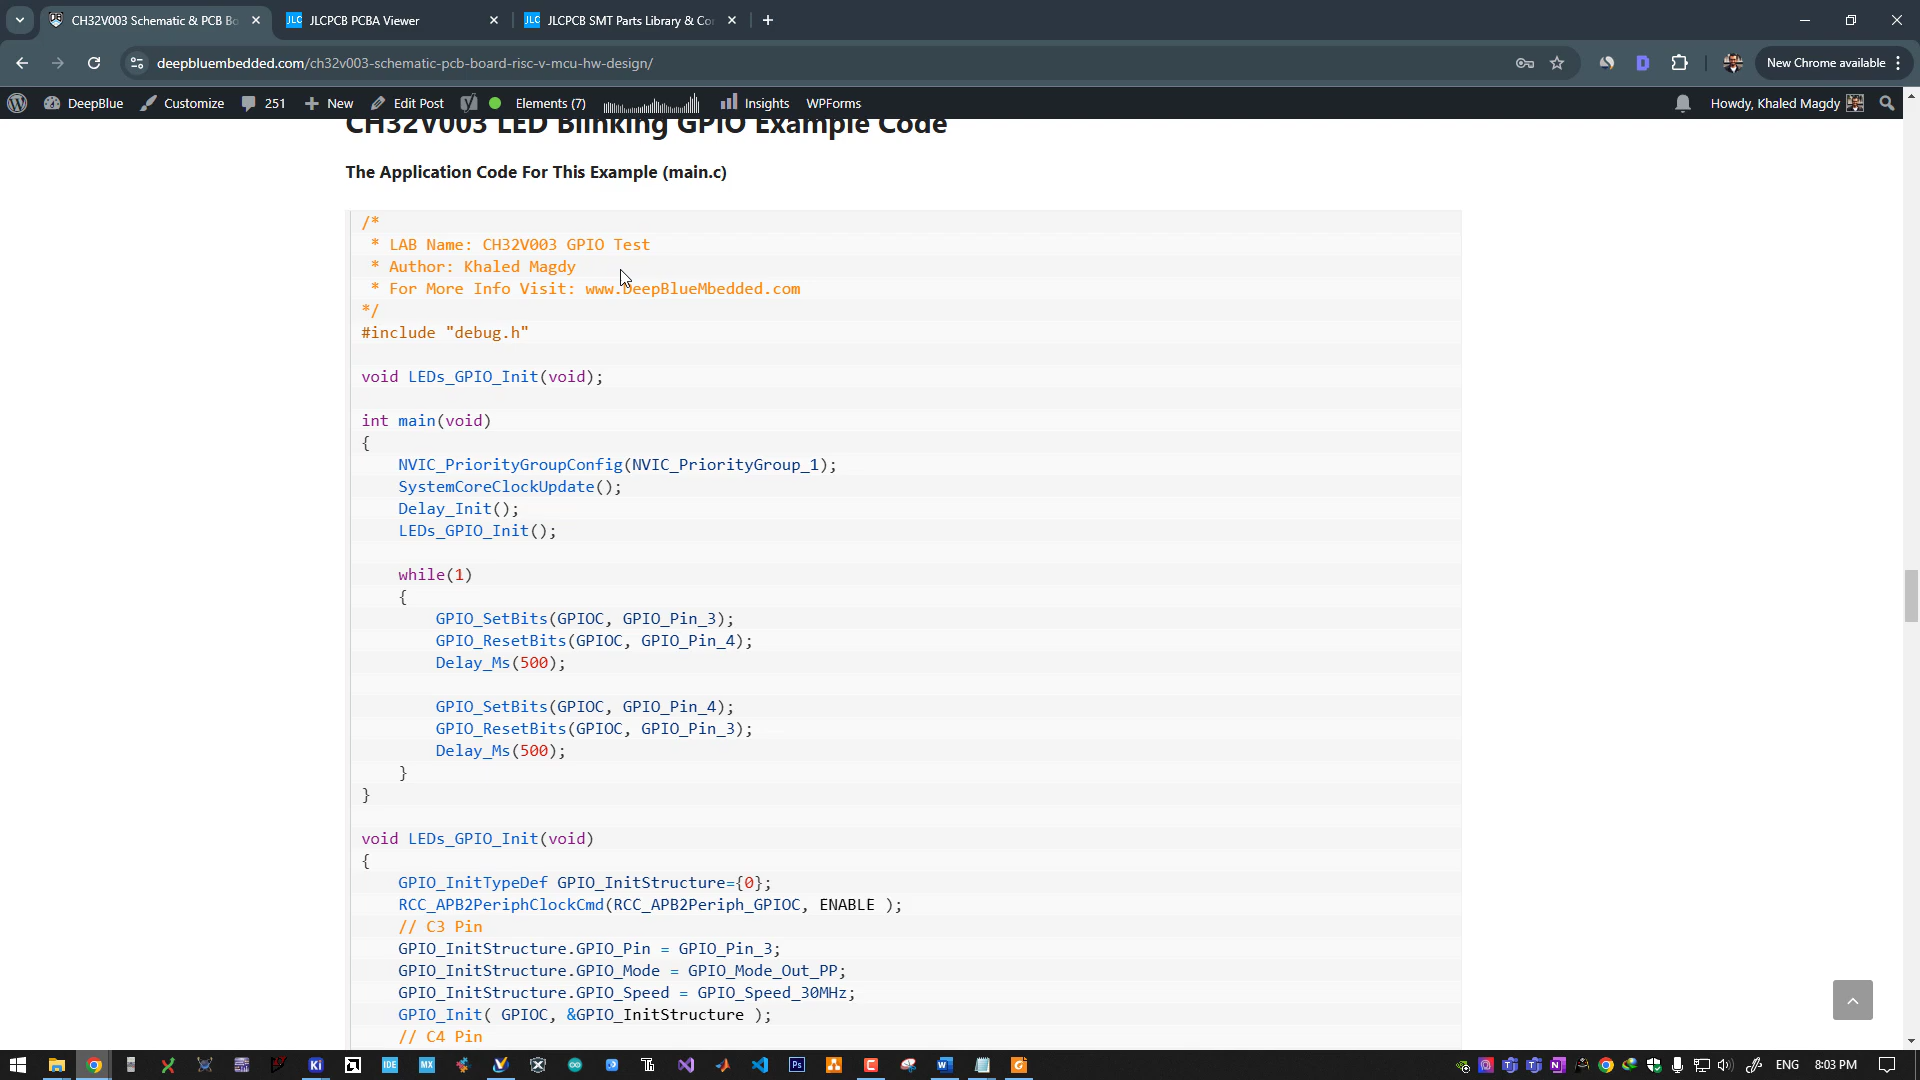 CH32V003 Schematic & PCB Bo
JLCPCB PCBA Viewer
JLCPCB SMT Parts Library & Co
deepbluembedded.com/ch32v003-schematic-pcb-board-risc-v-mcu-hw-design/
New Chrome available
DeepBlue
Customize
251
New
Edit Post
Elements (7)
Insights
WPForms
Howdy, Khaled Magdy
CH32V003 LED Blinking GPIO Example Code
The Application Code For This Example (main.c)
/*
* LAB Name: CH32V003 GPIO Test
* Author: Khaled Magdy
* For More Info Visit: www.DeepBlueMbedded.com
*/
#include "debug.h"
void LEDs_GPIO_Init(void);
int main(void)
{
NVIC_PriorityGroupConfig(NVIC_PriorityGroup_1);
SystemCoreClockUpdate();
Delay_Init();
LEDs_GPIO_Init();
while(1)
{
GPIO_SetBits(GPIOC, GPIO_Pin_3);
GPIO_ResetBits(GPIOC, GPIO_Pin_4);
Delay_Ms(500);
GPIO_SetBits(GPIOC, GPIO_Pin_4);
GPIO_ResetBits(GPIOC, GPIO_Pin_3);
Delay_Ms(500);
}
}
void LEDs_GPIO_Init(void)
{
GPIO_InitTypeDef GPIO_InitStructure={0};
RCC_APB2PeriphClockCmd(RCC_APB2Periph_GPIOC, ENABLE );
// C3 Pin
GPIO_InitStructure.GPIO_Pin = GPIO_Pin_3;
GPIO_InitStructure.GPIO_Mode = GPIO_Mode_Out_PP;
GPIO_InitStructure.GPIO_Speed = GPIO_Speed_30MHz;
GPIO_Init( GPIOC, &GPIO_InitStructure );
// C4 Pin
ENG
8:03 PM